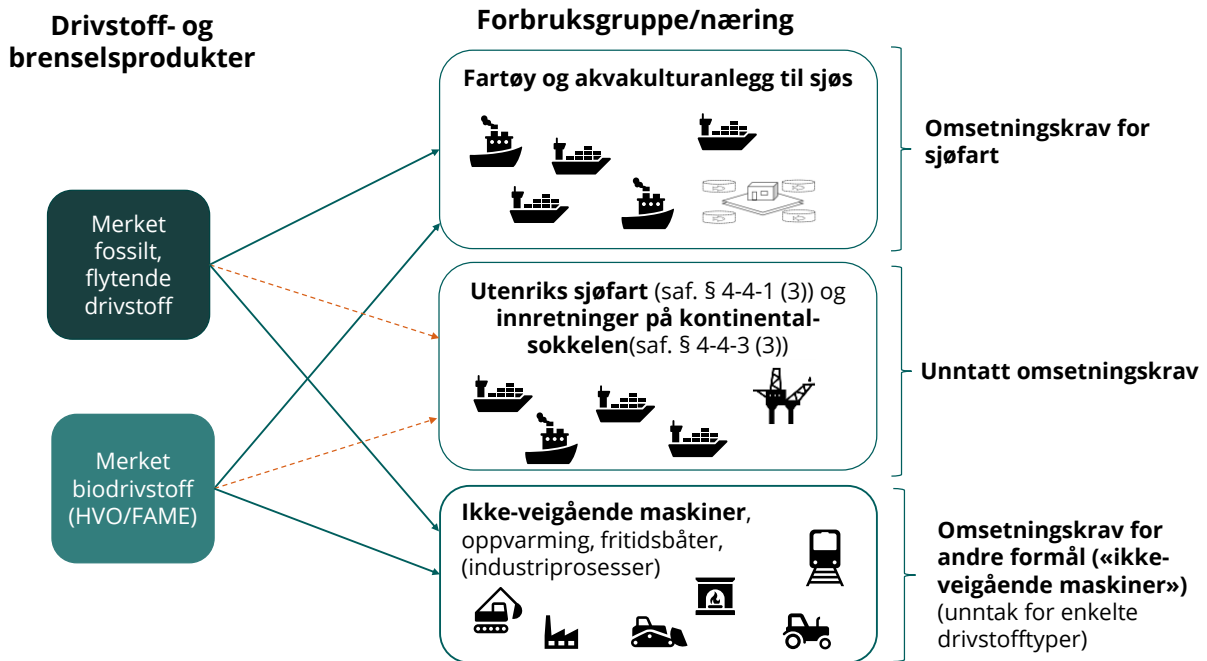 Drivstoff- og
brenselsprodukter
Forbruksgruppe/næring
Merket
fossilt,
flytende
drivstoff
Merket
biodrivstoff
(HVO/FAME)
Fartøy og akvakulturanlegg til sjøs
Omsetningskrav for
sjøfart
Utenriks sjøfart (saf. § 4-4-1 (3)) og
innretninger på kontinental-
sokkelen(saf. § 4-4-3 (3))
Unntatt omsetningskrav
Ikke-veigående maskiner,
oppvarming, fritidsbåter,
(industriprosesser)
Omsetningskrav for
andre formål («ikke-
veigående maskiner»)
(unntak for enkelte
drivstofftyper)